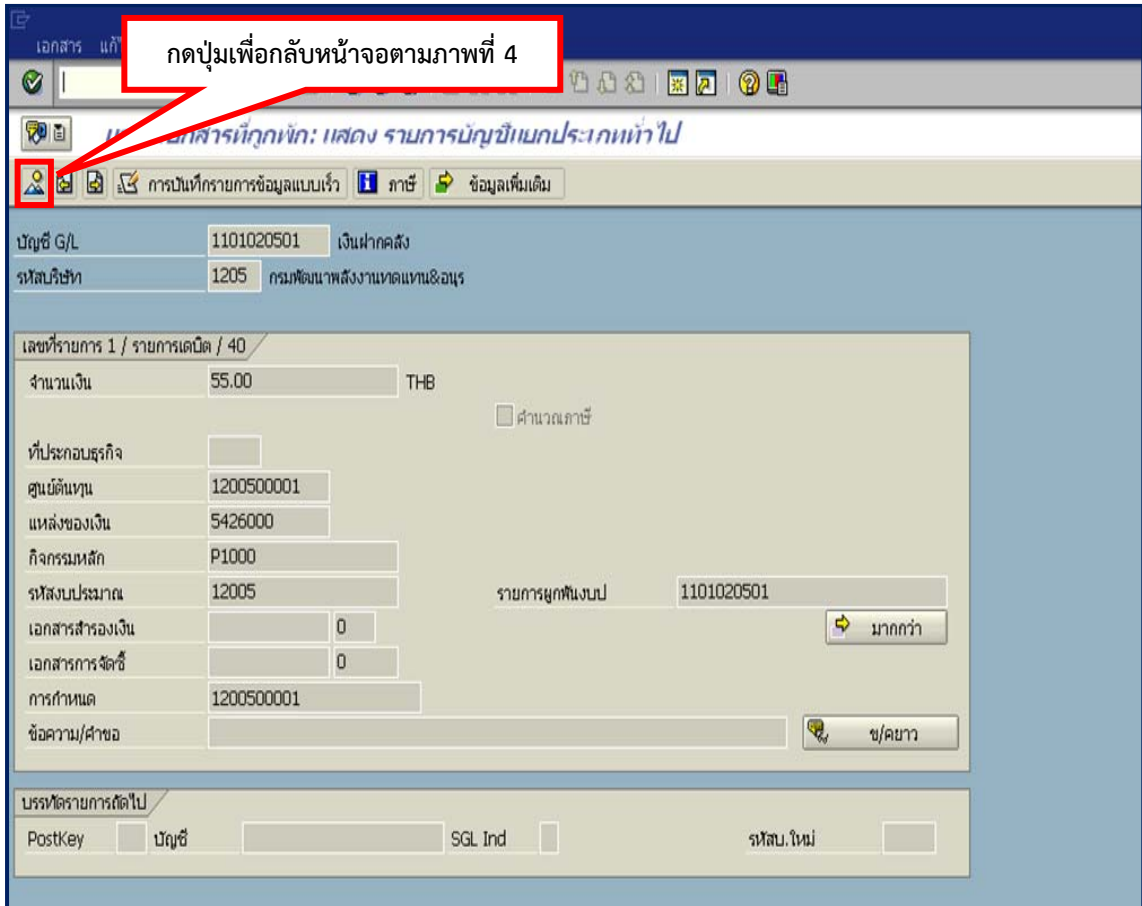 เอกสาร
กดปุ่มเพื่อกลับหน้าจอตามภาพที่ 4
แสดง รายการบัญชีแยกประเภททั่วไป
การบันทึกรายการข้อมูลแบบเร็ว ภาษี ข้อมูลเพิ่มเติม
บัญชี G/L 1101020501 เงินฝากคลัง
รหัสบริษัท 1205 กรมพัฒนาพลังงานทดแทน&อนุร
เลขที่รายการ 1 / รายการเดบิต / 40
จำนวนเงิน 55.00 THB
คำนวณภาษี
ที่ประกอบธุรกิจ
ศูนย์ต้นทุน 1200500001
แหล่งของเงิน 5426000
กิจกรรมหลัก P1000
รหัสงบประมาณ 12005 รายการผูกพันงบป 1101020501
เอกสารสำรองเงิน 0 มากกว่า
เอกสารการจัดซื้ 0
การกำหนด 1200500001
ข้อความ/คำขอ ข/คยาว
บรรทัดรายการถัดไป
PostKey บัญชี SGL Ind รหัสบ.ใหม่